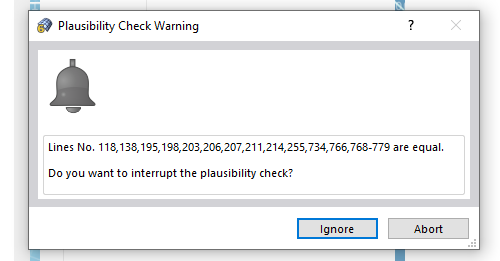 Plausibility Check Warning
?
Lines No. 118,138,195,198,203,206,207,211,214,255,734,766,768-779 are equal.
Do you want to interrupt the plausibility check?
Ignore
Abort